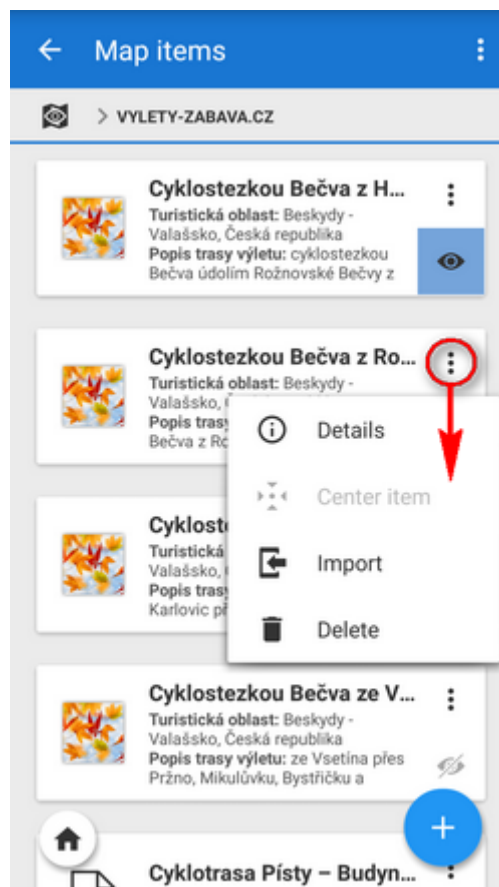 Map items
> VYLETY-ZABAVA.CZ
Cyklostezkou Bečva z H...
Turistická oblast: Beskydy -
Valašsko, Česká republika
Popis trasy výletu: cyklostezkou
Bečva údolím Rožnovské Bečvy z
Cyklostezkou Bečva z Ro...
Turistická oblast: Beskydy -
Valašsko,
Popis
Bečva z
Details
Center item
Import
Delete
Turistická
Valašsko,
Popis
Karlovic
Cyklostezkou Bečva ze V...
Turistická oblast: Beskydy -
Valašsko, Česká republika
Popis trasy výletu: ze Vsetína přes
Pržno, Mikulůvku, Bystřičku a
Cyklotrasa Písty – Budyn...